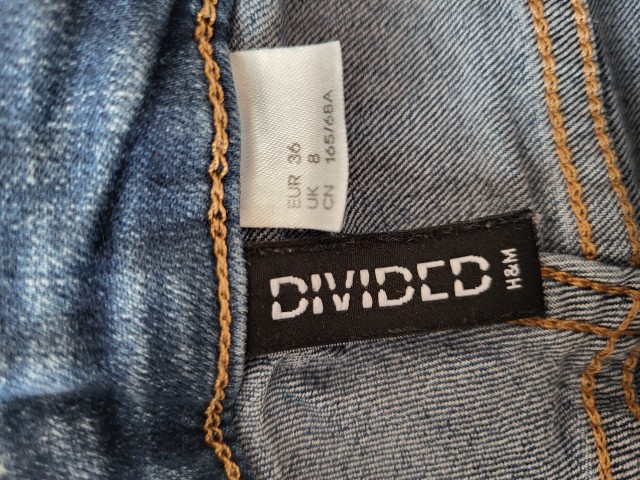 EUR 36
UK 8
CN 165/68A
DIVIDED
H&M